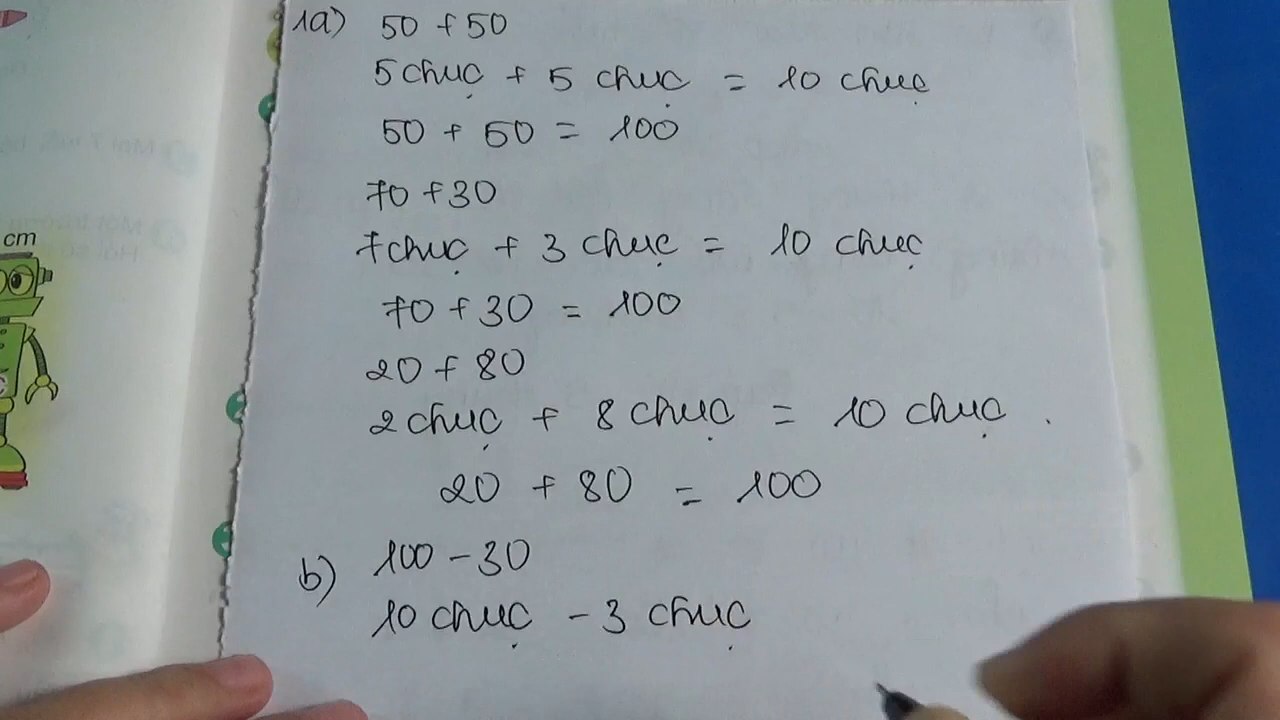 1a) 50 + 50
5 chục + 5 chục = 10 chục
50 + 50 = 100
70 + 30
7 chục + 3 chục = 10 chục
70 + 30 = 100
20 + 80
2 chục + 8 chục = 10 chục .
20 + 80 = 100
b) 100 - 30
10 chục - 3 chục
cm